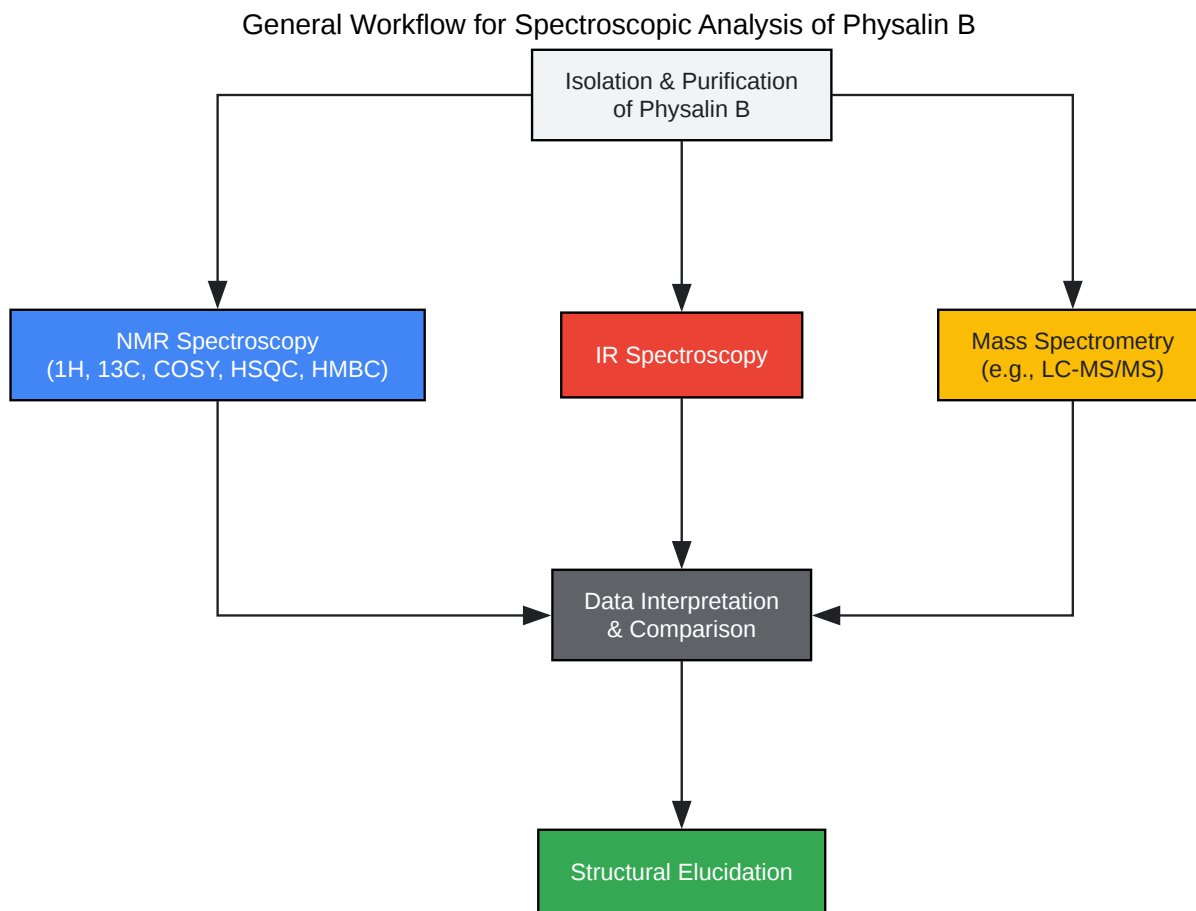 General Workflow for Spectroscopic Analysis of Physalin B
Isolation & Purification
of Physalin B
NMR Spectroscopy
(1H, 13C, COSY, HSQC, HMBC)
IR Spectroscopy
Mass Spectrometry
(e.g., LC-MS/MS)
Data Interpretation
& Comparison
Structural Elucidation